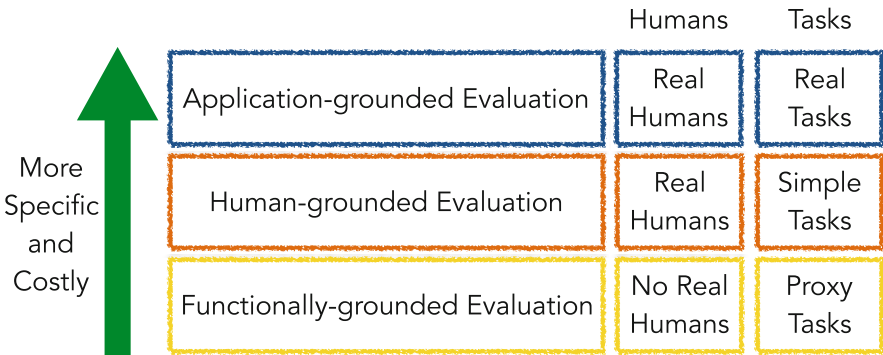 Humans Tasks
Application-grounded Evaluation
Real
Humans
Real
Tasks
More
Specific
and
Costly
Human-grounded Evaluation
Real
Humans
Simple
Tasks
Functionally-grounded Evaluation
No Real
Humans
Proxy
Tasks